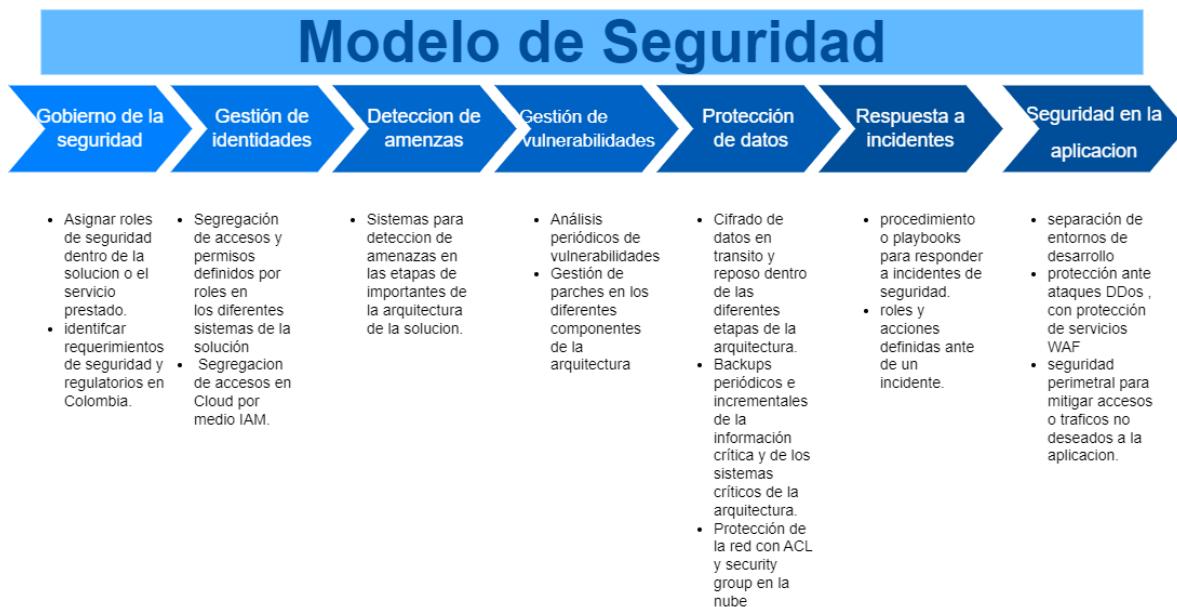 Modelo de Seguridad
Gobierno de la
seguridad
Gestión de
identidades
Deteccion de
amenzas
Gestión de
vulnerabilidades
Protección
de datos
Respuesta a
incidentes
Seguridad en la
aplicacion
• Asignar roles
de seguridad
dentro de la
solucion o el
servicio
prestado.
• identifcar
requerimientos
de seguridad y
regulatorios en
Colombia.
• Segregación
de accesos y
permisos
definidos por
roles en
los diferentes
sistemas de la
solución
• Segregacion
de accesos en
Cloud por
medio IAM.
• Sistemas para
deteccion de
amenazas en
las etapas de
importantes de
la arquitectura
de la solucion.
• Análisis
periódicos de
vulnerabilidades
• Gestión de
parches en los
diferentes
componentes
de la
arquitectura
• Cifrado de
datos en
transito y
reposo dentro
de las
diferentes
etapas de la
arquitectura.
• Backups
periódicos e
incrementales
de la
información
crítica y de los
sistemas
críticos de la
arquitectura.
• Protección de
la red con ACL
y security
group en la
nube
• procedimiento
o playbooks
para responder
a incidentes de
seguridad.
• roles y
acciones
definidas ante
de un
incidente.
• separación de
entornos de
desarrollo
• protección ante
ataques DDos ,
con protección
de servicios
WAF
• seguridad
perimetral para
mitigar accesos
o traficos no
deseados a la
aplicacion.